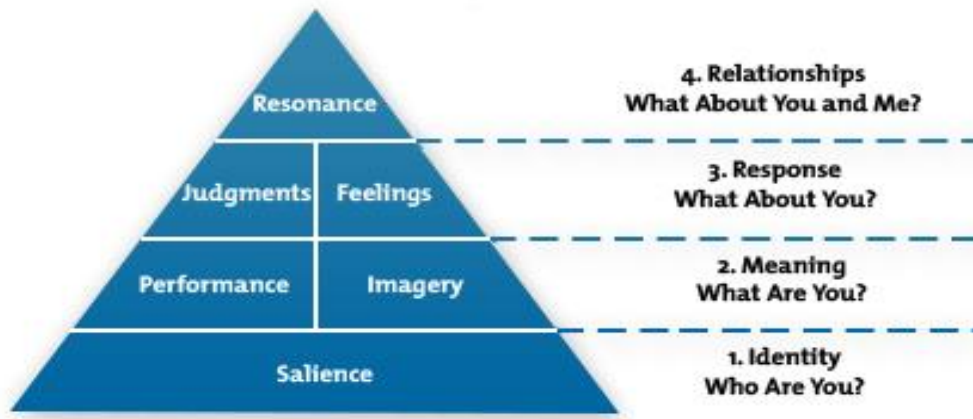 Resonance
4. Relationships
What About You and Me?
Judgments Feelings
3. Response
What About You?
Performance Imagery
2. Meaning
What Are You?
Salience
1. Identity
Who Are You?